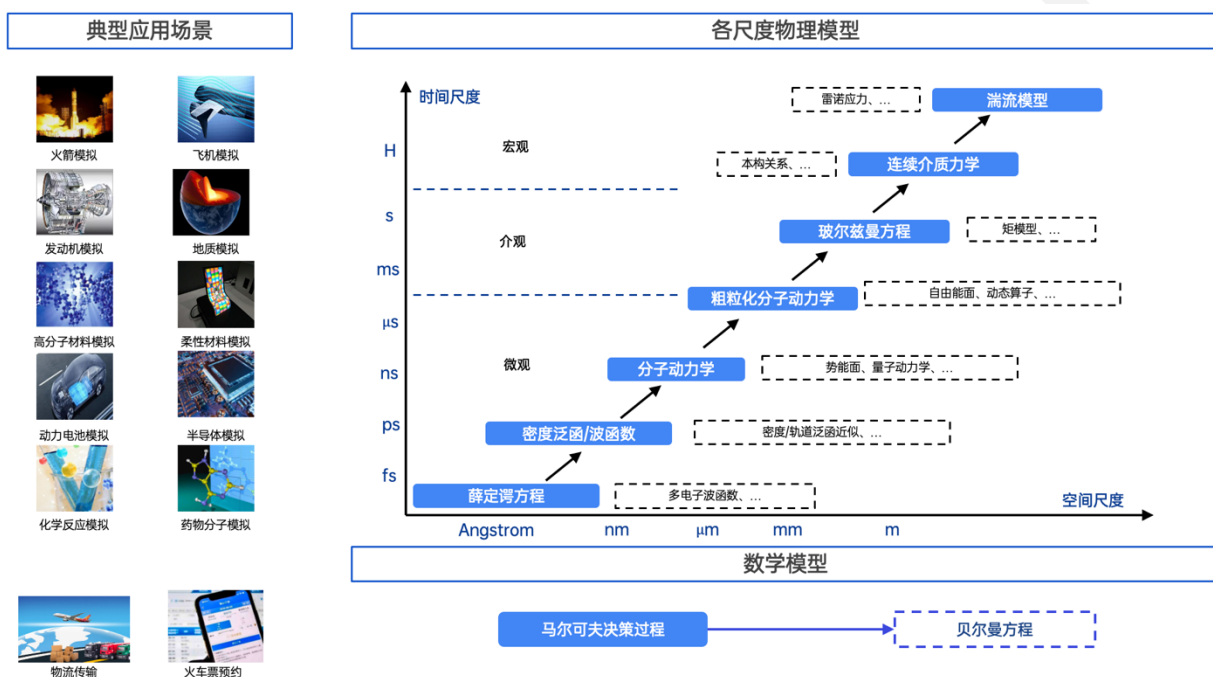 典型应用场景
火箭模拟
飞机模拟
发动机模拟
地质模拟
高分子材料模拟
柔性材料模拟
动力电池模拟
半导体模拟
化学反应模拟
药物分子模拟
物流传输
火车票预约
各尺度物理模型
时间尺度
雷诺应力、...
湍流模型
H
宏观
本构关系、...
连续介质力学
s
介观
玻尔兹曼方程
矩模型、...
ms
粗粒化分子动力学
自由能面、动态算子、...
μs
微观
分子动力学
势能面、量子动力学、...
ns
ps
密度泛函/波函数
密度/轨道泛函近似、...
fs
薛定谔方程
多电子波函数、...
空间尺度
Angstrom nm μm mm m
数学模型
马尔可夫决策过程
贝尔曼方程